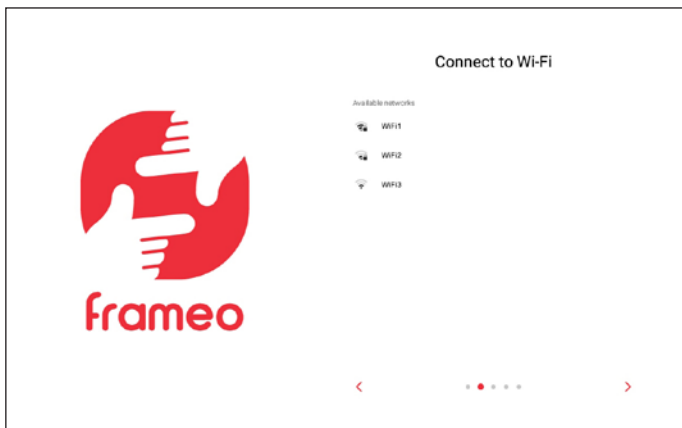 Connect to Wi-Fi
Available networks
WiFi1
WiFi2
WiFi3
frameo